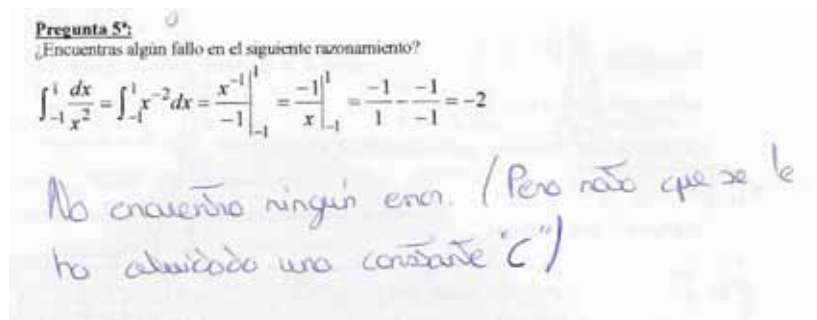 Pregunta 5ª:
¿Encuentras algún fallo en el siguiente razonamiento?
∫₋₁¹ dx/x² = ∫₋₁¹ x⁻² dx = x⁻¹/−1 |₋₁¹ = −1/x |₋₁¹ = −1/1 − −1/−1 = −2
No encuentro ningún error. (Pero noto que se le
ha olvidado una constante "C")